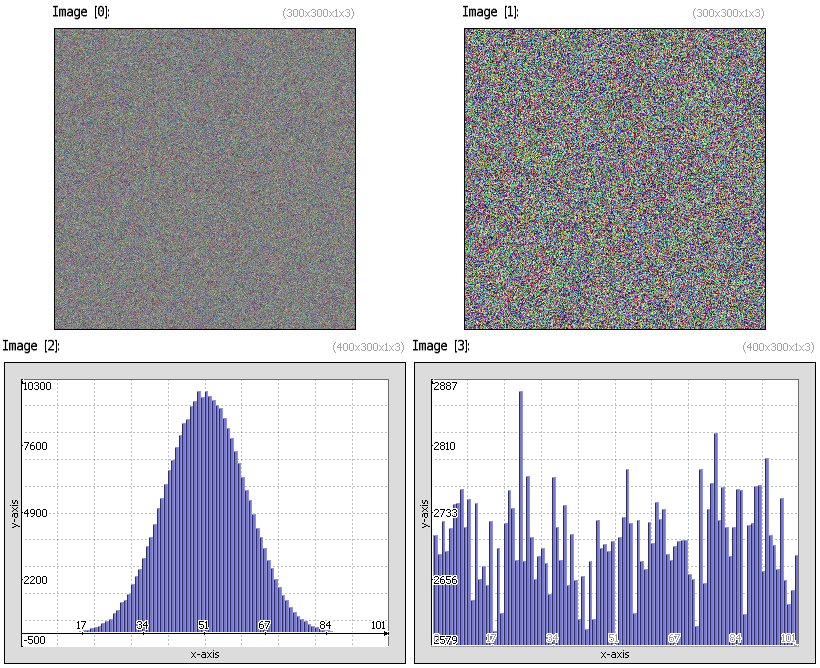 Image [0]: (300x300x1x3) Image [1]: (300x300x1x3)
Image [2]: (400x300x1x3) Image [3]: (400x300x1x3)
10300
7600
4900
2200
-500
y-axis
17 34 51 67 84 101
x-axis
2887
2810
2733
2656
2579
y-axis
17 34 51 67 84 101
x-axis